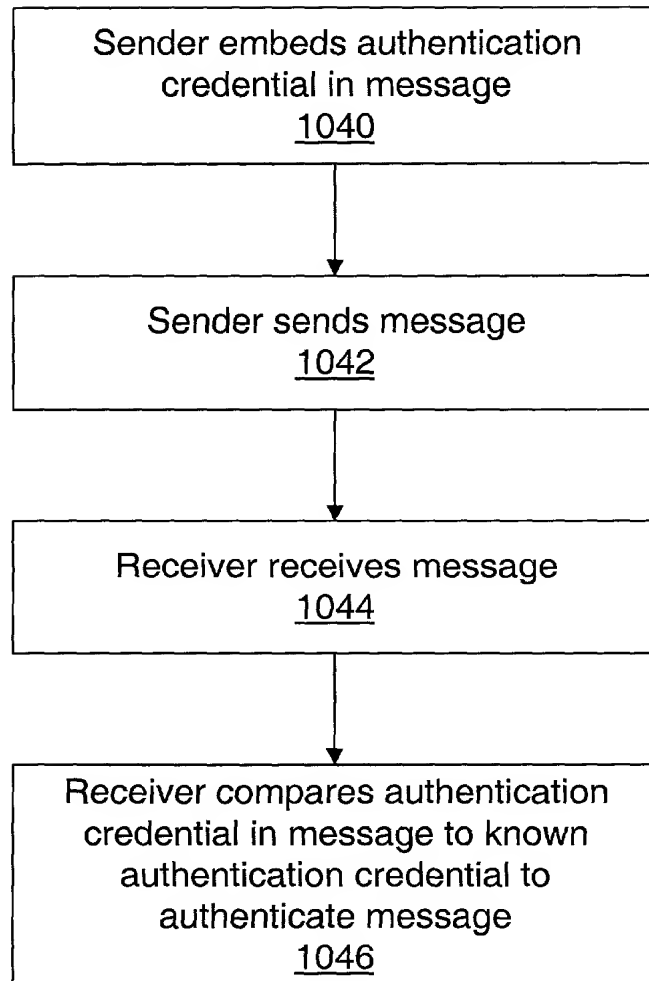 Sender embeds authentication
credential in message
1040
Sender sends message
1042
Receiver receives message
1044
Receiver compares authentication
credential in message to known
authentication credential to
authenticate message
1046